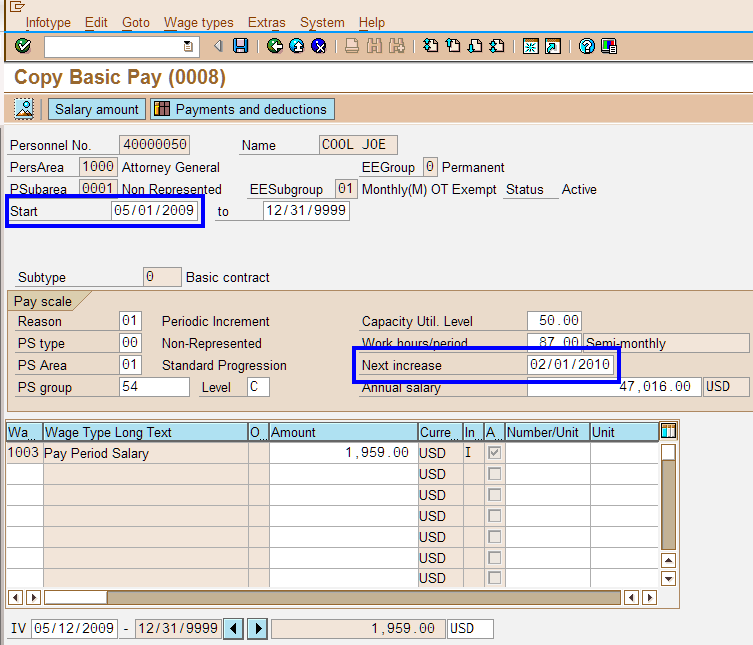 Infotype Edit Goto Wage types Extras System Help
Copy Basic Pay (0008)
Salary amount Payments and deductions
Personnel No. 40000050 Name COOL JOE
PersArea 1000 Attorney General EEGroup 0 Permanent
PSubarea 0001 Non Represented EESubgroup 01 Monthly(M) OT Exempt Status Active
Start 05/01/2009 to 12/31/9999
Subtype 0 Basic contract
Pay scale
Reason 01 Periodic Increment Capacity Util. Level 50.00
PS type 00 Non-Represented Work hours/period 87.00 Semi-monthly
PS Area 01 Standard Progression Next increase 02/01/2010
PS group 54 Level C Annual salary 47,016.00 USD
Wa... Wage Type Long Text O... Amount Curre... In... A... Number/Unit Unit
1003 Pay Period Salary 1,959.00 USD I
USD
USD
USD
USD
USD
USD
IV 05/12/2009 - 12/31/9999 1,959.00 USD